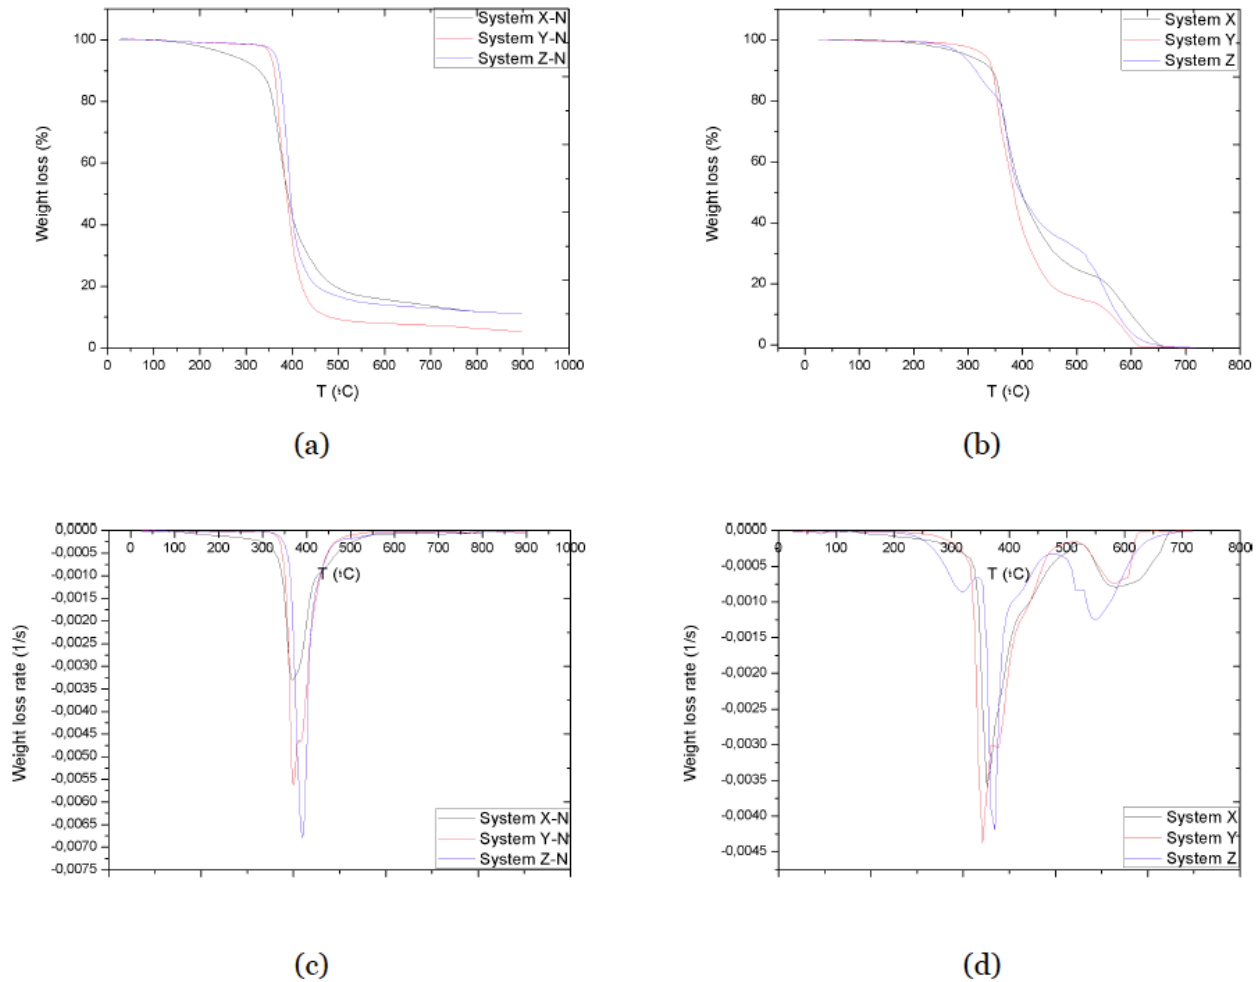 System X-N
System Y-N
System Z-N
100
80
60
40
20
0
Weight loss (%)
0 100 200 300 400 500 600 700 800 900 1000
T (°C)
(a)
System X
System Y
System Z
100
80
60
40
20
0
Weight loss (%)
0 100 200 300 400 500 600 700 800
T (°C)
(b)
0,0000
-0,0005
-0,0010
-0,0015
-0,0020
-0,0025
-0,0030
-0,0035
-0,0040
-0,0045
-0,0050
-0,0055
-0,0060
-0,0065
-0,0070
-0,0075
Weight loss rate (1/s)
0 100 200 300 400 500 600 700 800 900 1000
T (°C)
System X-N
System Y-N
System Z-N
(c)
0,0000
-0,0005
-0,0010
-0,0015
-0,0020
-0,0025
-0,0030
-0,0035
-0,0040
-0,0045
Weight loss rate (1/s)
0 100 200 300 400 500 600 700 800
T (°C)
System X
System Y
System Z
(d)